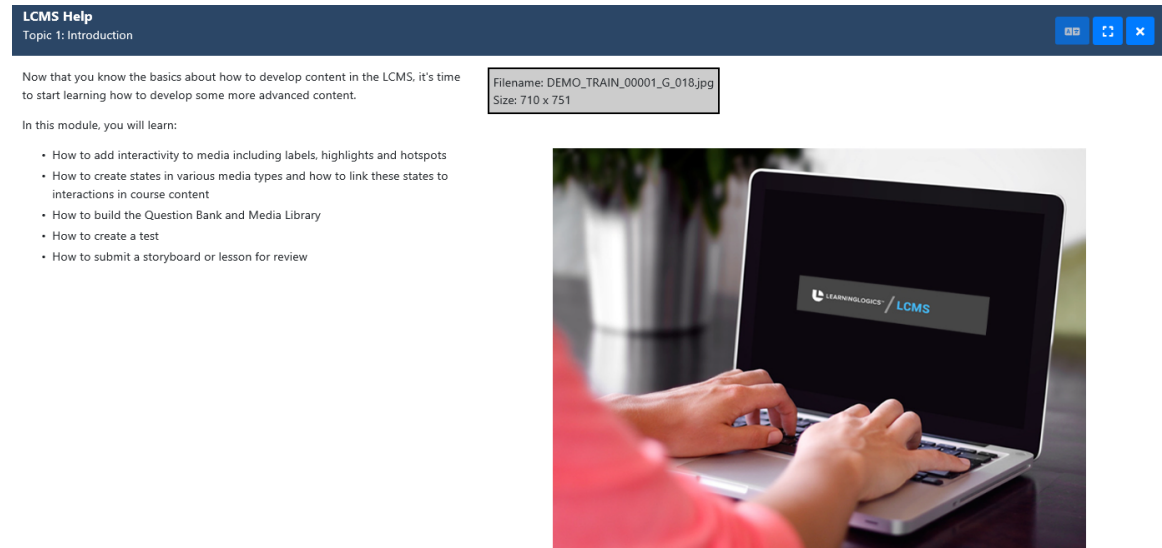 LCMS Help
Topic 1: Introduction
Now that you know the basics about how to develop content in the LCMS, it's time
to start learning how to develop some more advanced content.
In this module, you will learn:
• How to add interactivity to media including labels, highlights and hotspots
• How to create states in various media types and how to link these states to
interactions in course content
• How to build the Question Bank and Media Library
• How to create a test
• How to submit a storyboard or lesson for review
Filename: DEMO_TRAIN_00001_G_018.jpg
Size: 710 x 751
LEARNINGLOGICS™ / LCMS